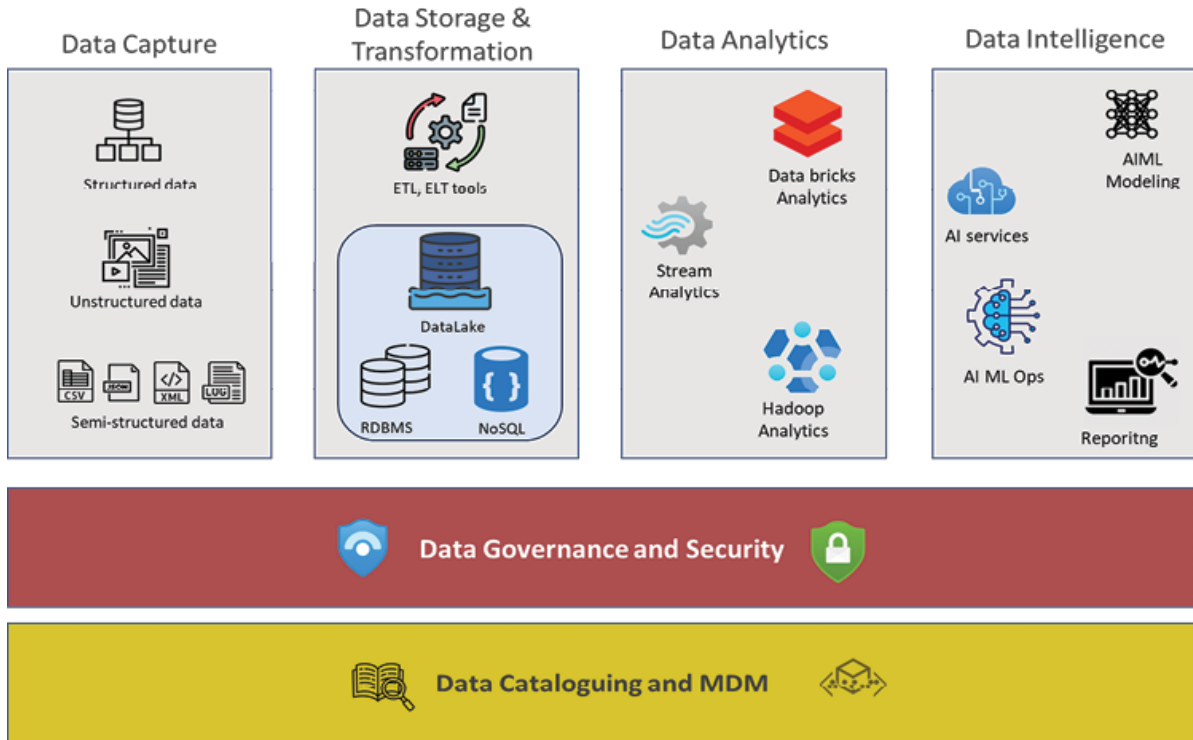 Data Capture
Structured data
Unstructured data
CSV
JSON
XML
LOG
Semi-structured data
Data Storage &
Transformation
ETL, ELT tools
DataLake
{ }
RDBMS
NoSQL
Data Analytics
Data bricks
Analytics
Stream
Analytics
Hadoop
Analytics
Data Intelligence
AIML
Modeling
AI services
AI ML Ops
Reporitng
Data Governance and Security
Data Cataloguing and MDM